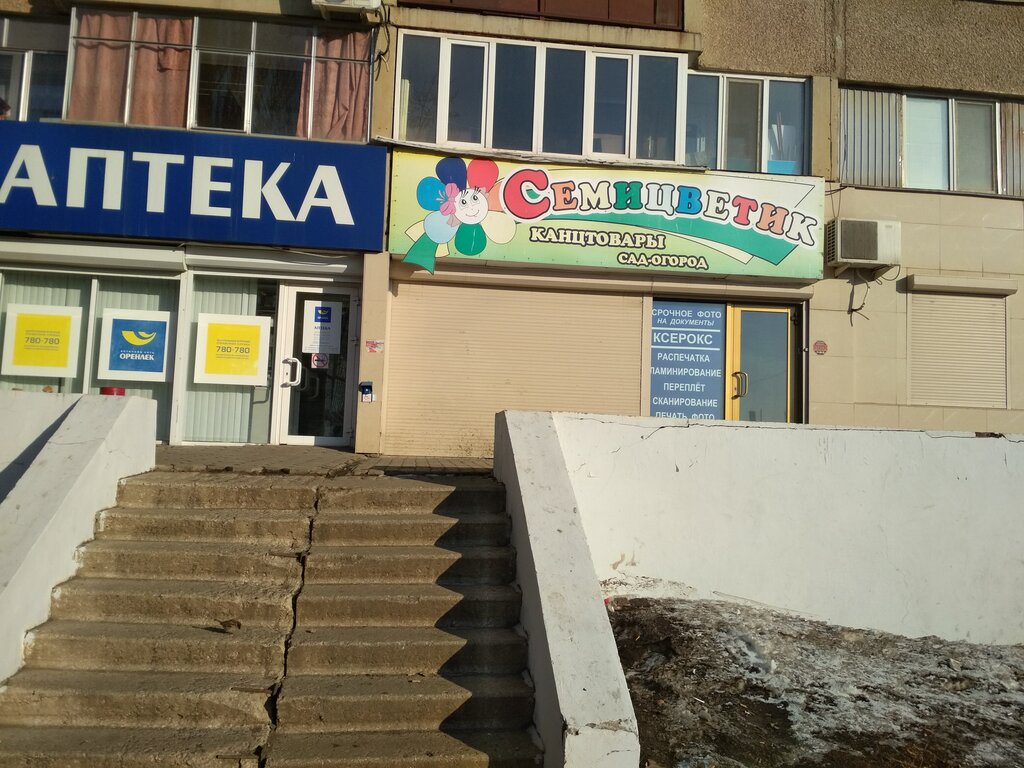 АПТЕКА
СЕМИЦВЕТИК
КАНЦТОВАРЫ
САД-ОГОРОД
780-780
ОРЕНЛЕК
780-780
АПТЕКА
СРОЧНОЕ ФОТО
НА ДОКУМЕНТЫ
КСЕРОКС
РАСПЕЧАТКА
ЛАМИНИРОВАНИЕ
ПЕРЕПЛЁТ
СКАНИРОВАНИЕ
ПЕЧАТЬ ФОТО